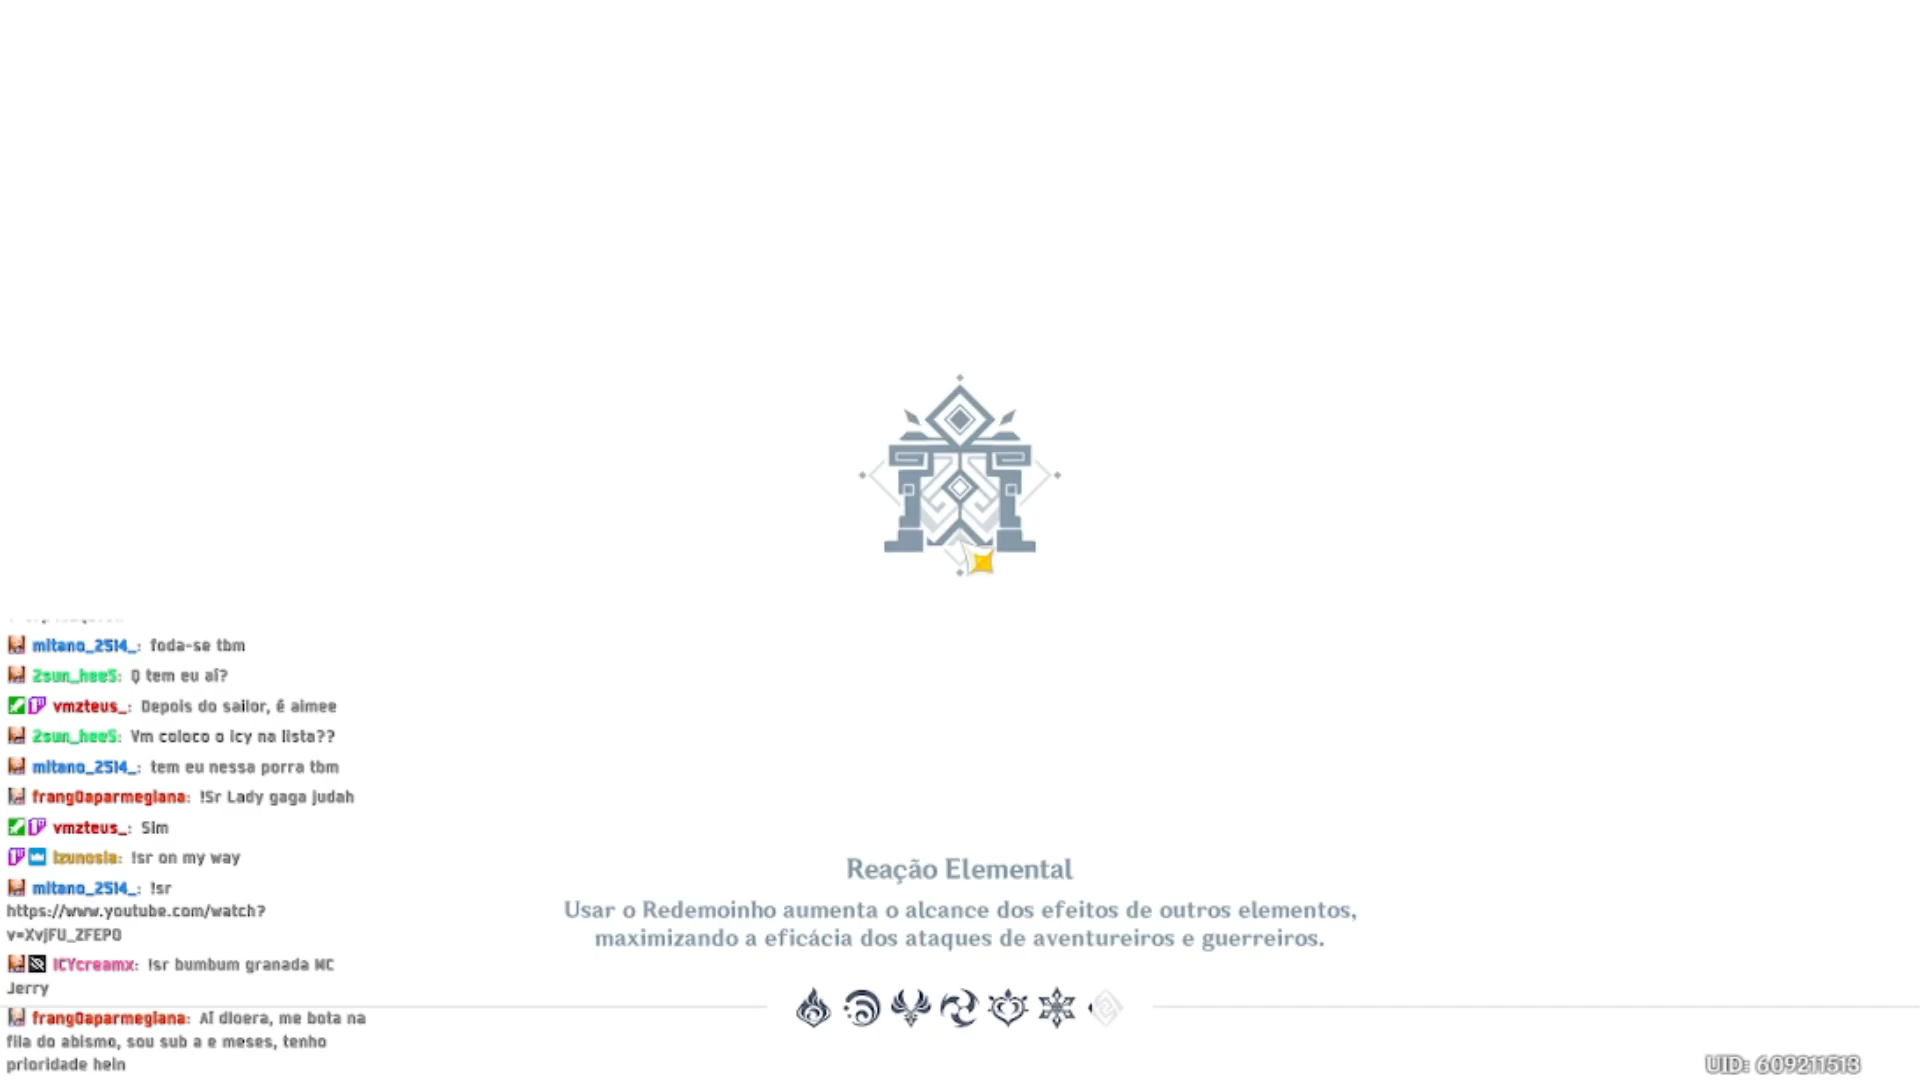 mitano_2514_: foda-se tbm
2sun_hee5: Q tem eu aí?
vmzteus_: Depois do sailor, é aimee
2sun_hee5: Vm coloco o icy na lista??
mitano_2514_: tem eu nessa porra tbm
frang0aparmegiana: !Sr Lady gaga judah
vmzteus_: Sim
Izunosia: !sr on my way
mitano_2514_: !sr
https://www.youtube.com/watch?
v=XvjFU_ZFEP0
ICYcreamx: !sr bumbum granada MC
Jerry
frang0aparmegiana: Aí dloera, me bota na
fila do abismo, sou sub a e meses, tenho
prioridade hein
Reação Elemental
Usar o Redemoinho aumenta o alcance dos efeitos de outros elementos,
maximizando a eficácia dos ataques de aventureiros e guerreiros.
UID: 609211513